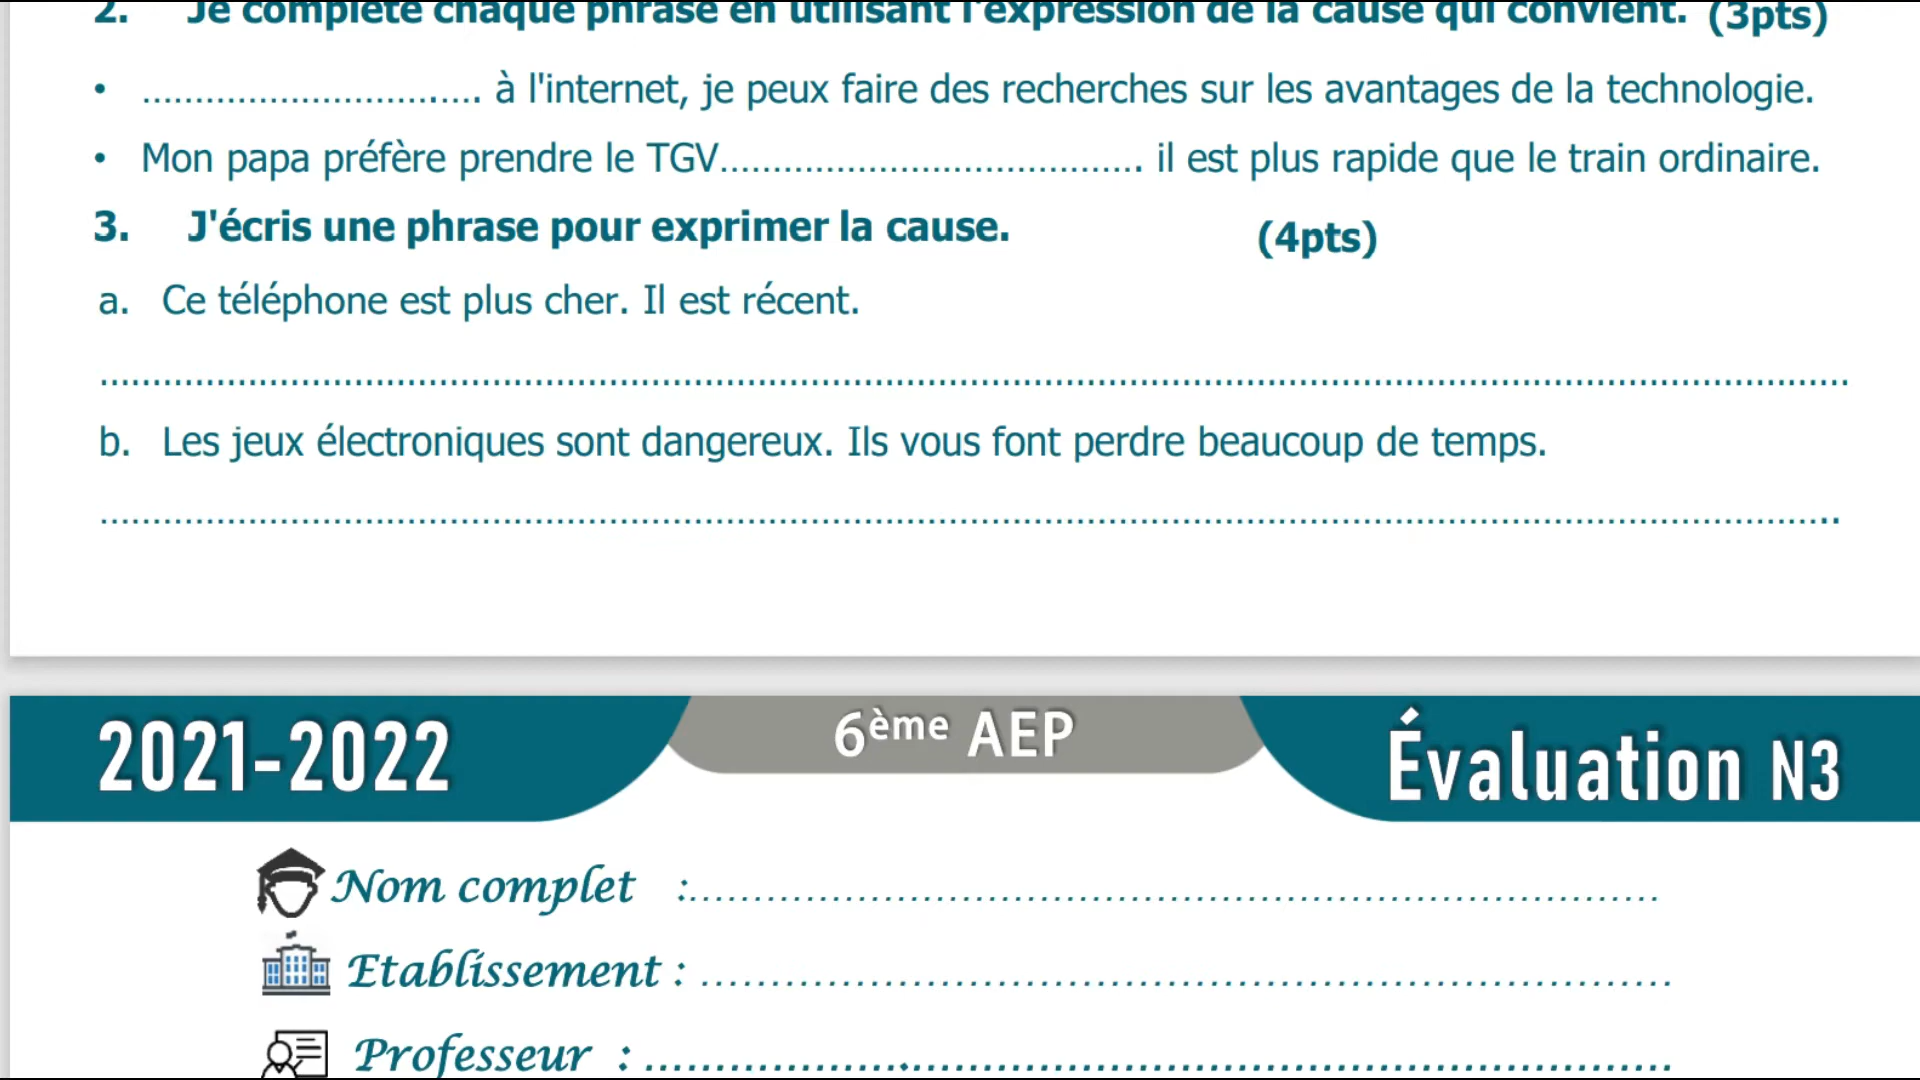 2. Je complète chaque phrase en utilisant l'expression de la cause qui convient. (3pts)
• ................................ à l'internet, je peux faire des recherches sur les avantages de la technologie.
• Mon papa préfère prendre le TGV........................................ il est plus rapide que le train ordinaire.
3. J'écris une phrase pour exprimer la cause. (4pts)
a. Ce téléphone est plus cher. Il est récent.
................................................................................
b. Les jeux électroniques sont dangereux. Ils vous font perdre beaucoup de temps.
................................................................................
2021-2022 6ème AEP Évaluation N3
Nom complet :................................................................
Etablissement : ................................................................
Professeur : ................................................................